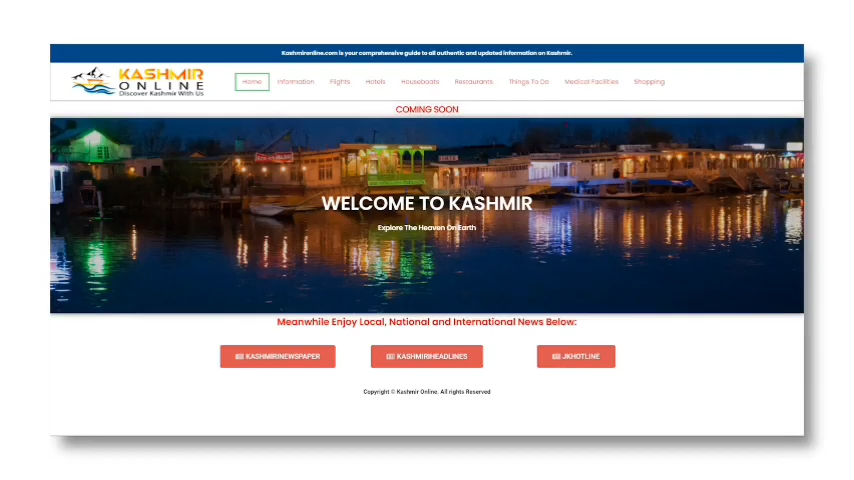 Kashmironline.com is your comprehensive guide to all authentic and updated information on Kashmir.
KASHMIR
ONLINE
Discover Kashmir With Us
Home Information Flights Hotels Houseboats Restaurants Things To Do Medical Facilities Shopping
COMING SOON
WELCOME TO KASHMIR
Explore The Heaven On Earth
Meanwhile Enjoy Local, National and International News Below:
KASHMIRINEWSPAPER KASHMIRIHEADLINES JKHOTLINE
Copyright © Kashmir Online. All rights Reserved